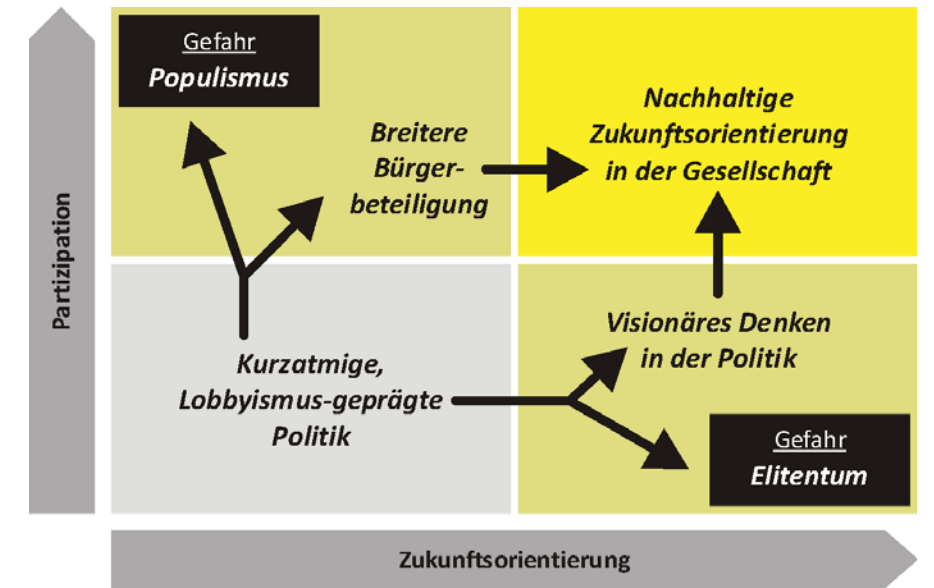 Gefahr
Populismus
Breitere
Bürger-
beteiligung
Nachhaltige
Zukunftsorientierung
in der Gesellschaft
Partizipation
Kurzatmige,
Lobbyismus-geprägte
Politik
Visionäres Denken
in der Politik
Gefahr
Elitentum
Zukunftsorientierung